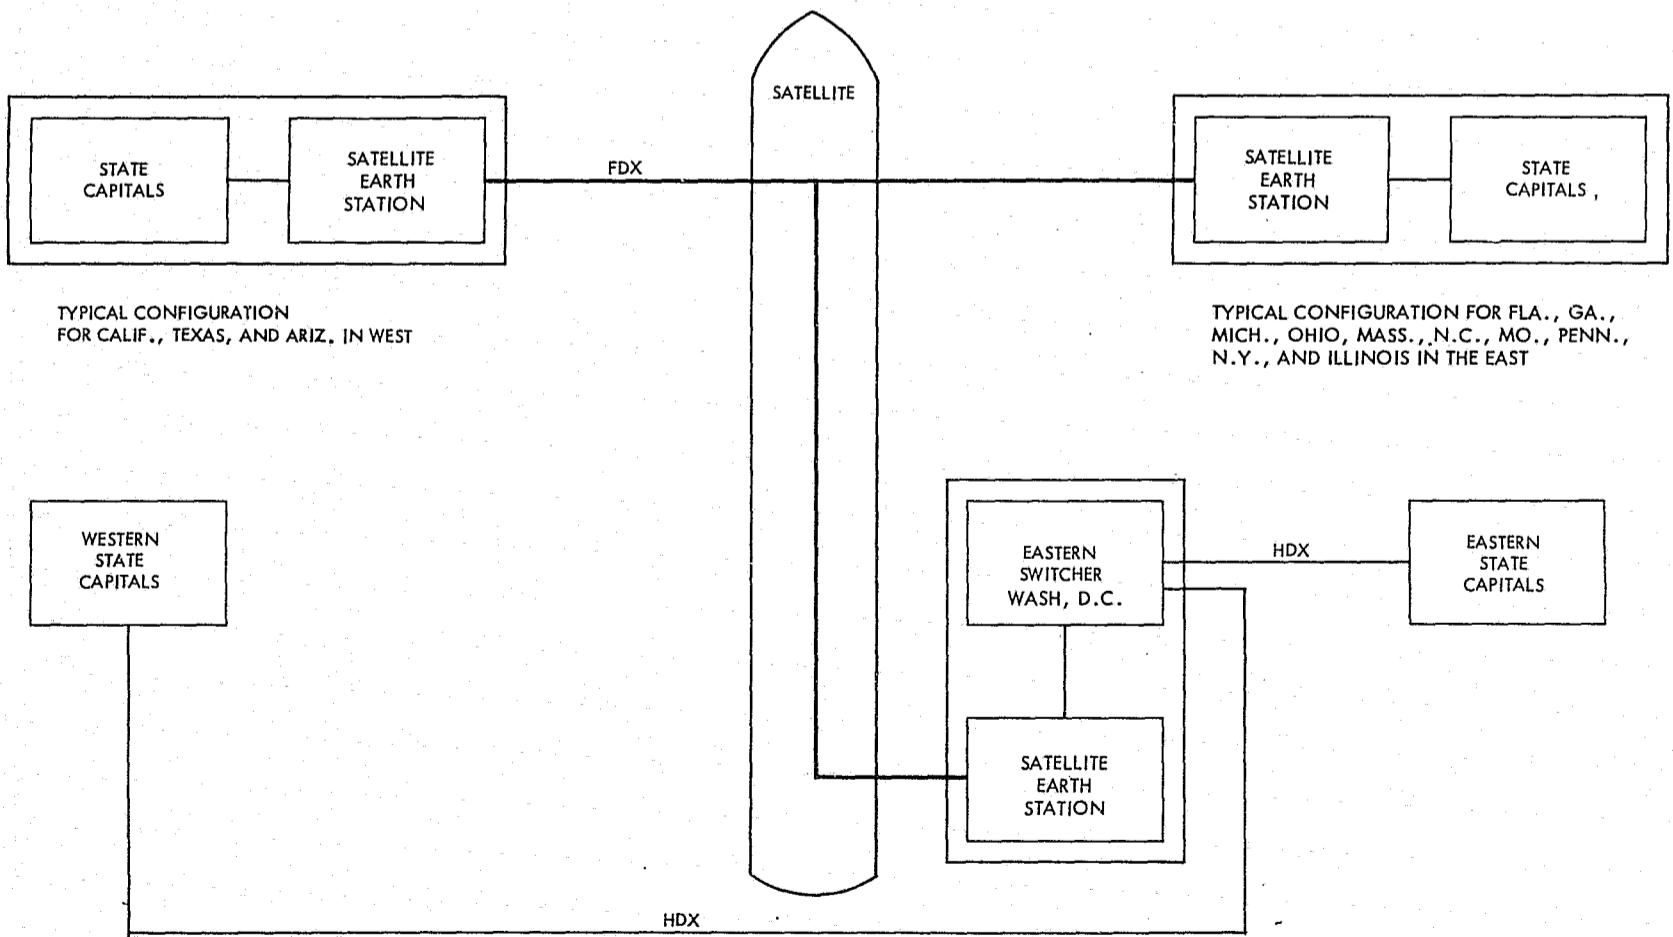 SATELLITE
STATE
CAPITALS
SATELLITE
EARTH
STATION
FDX
SATELLITE
EARTH
STATION
STATE
CAPITALS ,
TYPICAL CONFIGURATION
FOR CALIF., TEXAS, AND ARIZ. IN WEST
TYPICAL CONFIGURATION FOR FLA., GA.,
MICH., OHIO, MASS., N.C., MO., PENN.,
N.Y., AND ILLINOIS IN THE EAST
WESTERN
STATE
CAPITALS
EASTERN
SWITCHER
WASH, D.C.
HDX
EASTERN
STATE
CAPITALS
SATELLITE
EARTH
STATION
HDX